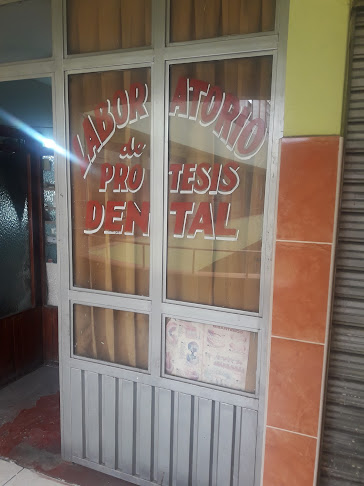 LABORATORIO
de
PROTESIS
DENTAL